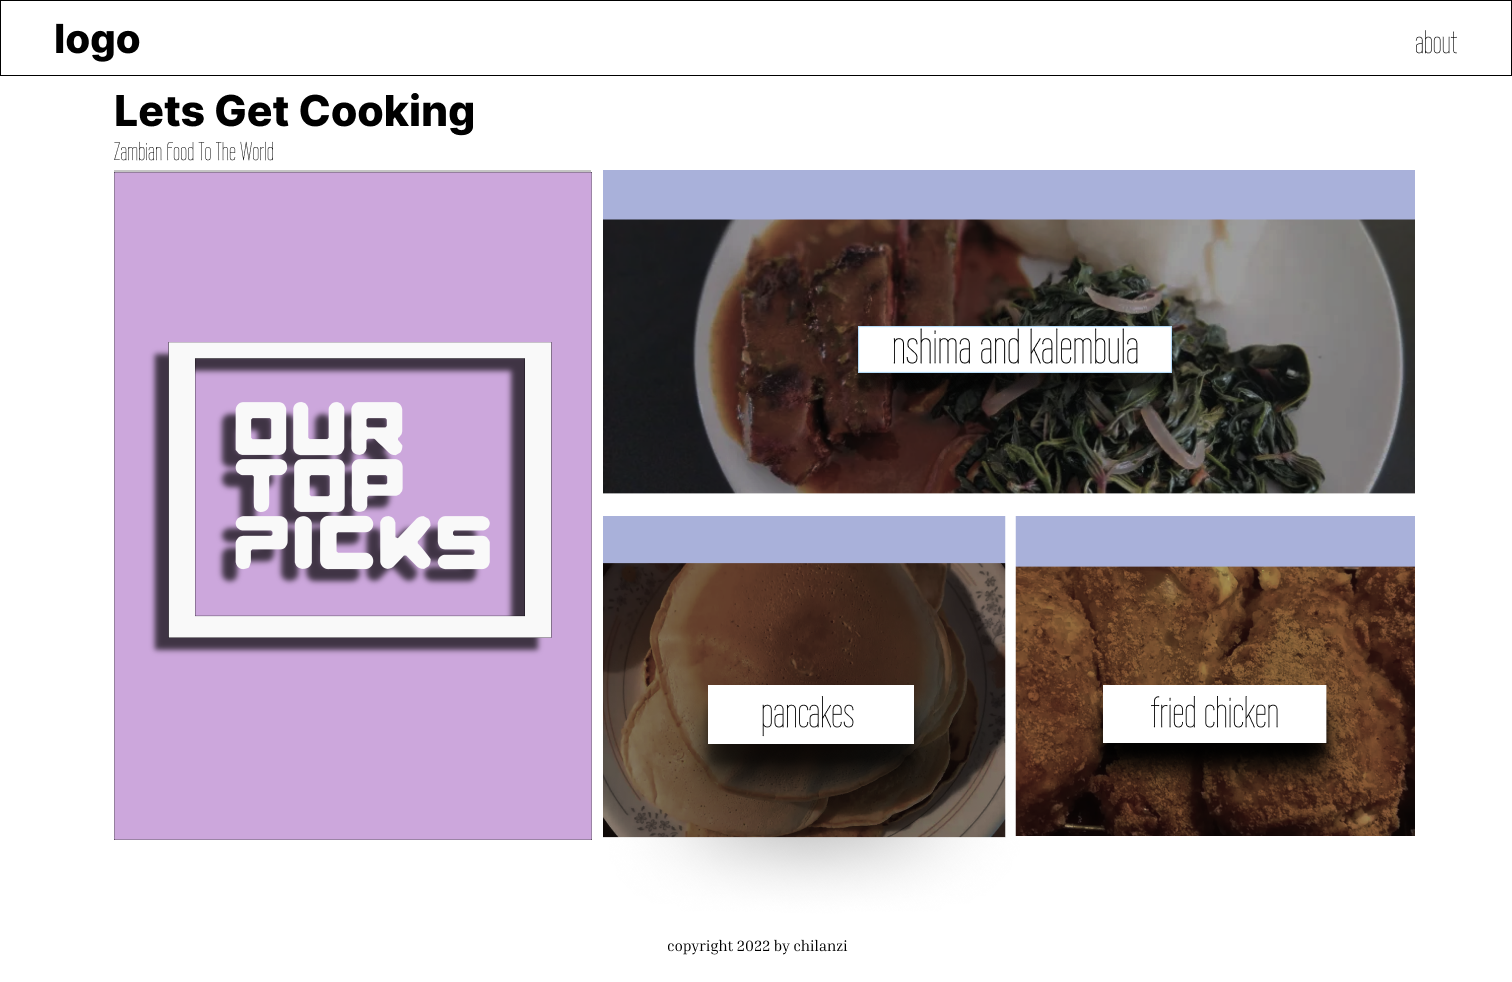 logo
about
Lets Get Cooking
Zambian Food To The World
OUR
TOP
PICKS
nshima and kalembula
pancakes
fried chicken
copyright 2022 by chilanzi